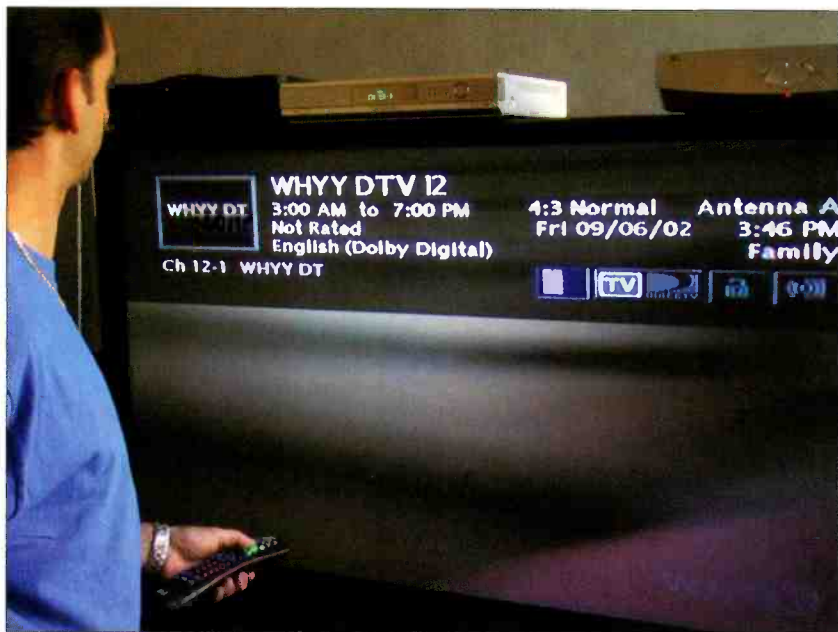 WHYY DTV 12
WHYY DT
3:00 AM to 7:00 PM
Not Rated
English (Dolby Digital)
Ch 12-1 WHYY DT
4:3 Normal Antenna A
Fri 09/06/02 3:46 PM
Family
TV